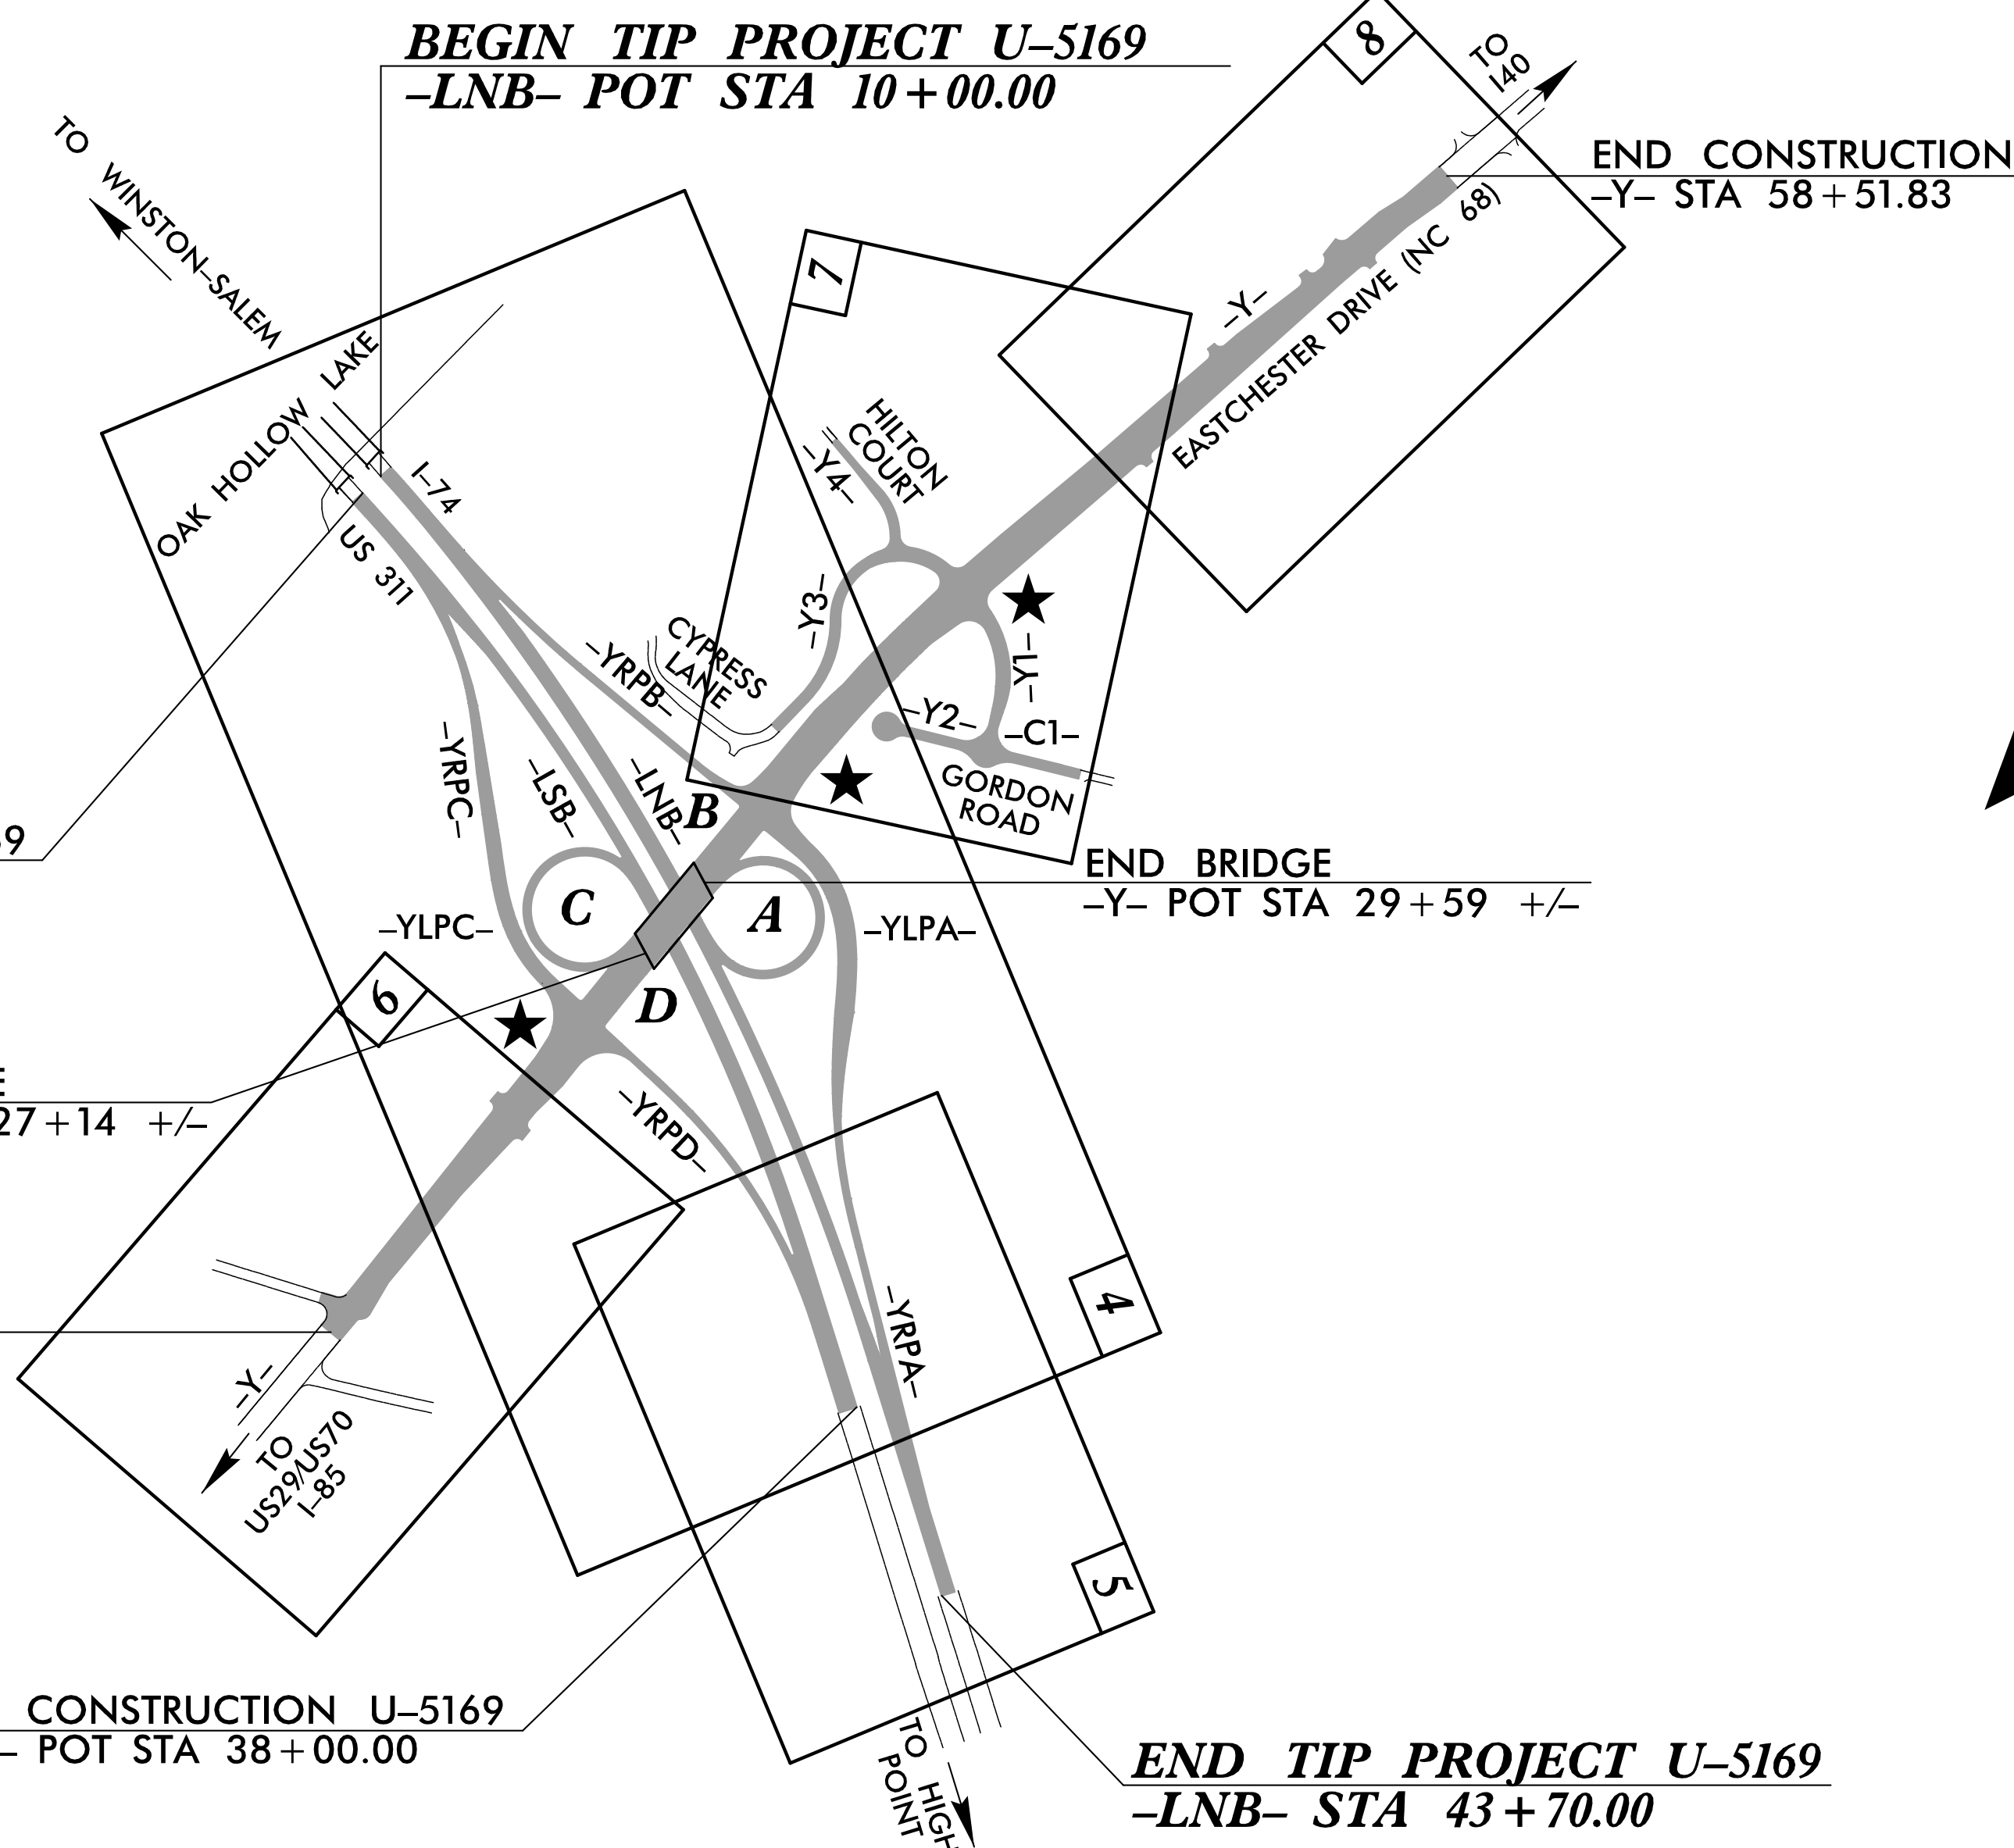 BEGIN TIP PROJECT U–5169
–LNB– POT STA 10+00.00
8
TO
I40
END CONSTRUCTION
–Y– STA 58+51.83
TO WINSTON–SALEM
7
–Y–
EASTCHESTER DRIVE (NC 68)
OAK HOLLOW LAKE
I–74
US 311
HILTON
COURT
–Y4–
–Y3–
CYPRESS
LANE
–YRPB–
–Y1–
–Y2–
–C1–
GORDON
ROAD
–YRPC–
–LSB–
–LNB–
B
9
END BRIDGE
–Y– POT STA 29+59 +/–
C
A
–YLPC–
–YLPA–
6
D
27+14 +/–
–YRPD–
4
–YRPA–
–Y–
TO
US29/US70
I–85
5
CONSTRUCTION U–5169
– POT STA 38+00.00
TO HIGH
POINT
END TIP PROJECT U–5169
–LNB– STA 43+70.00